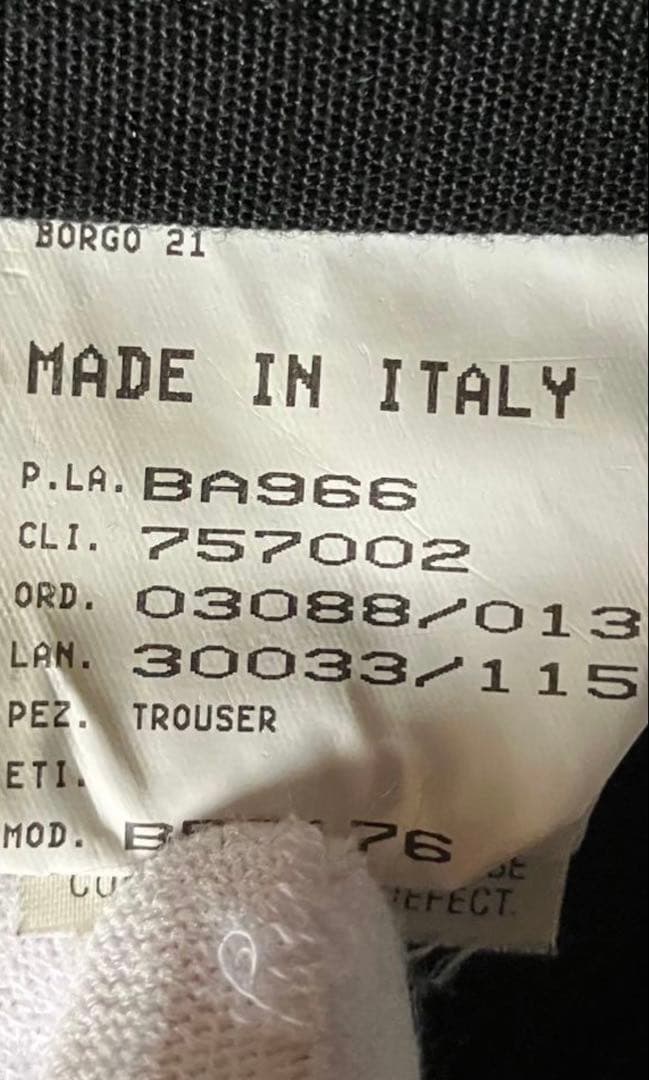 BORGO 21
MADE IN ITALY
P.LA. BA966
CLI. 757002
ORD. 03088/013
LAN. 30033/115
PEZ. TROUSER
ETI.
MOD.